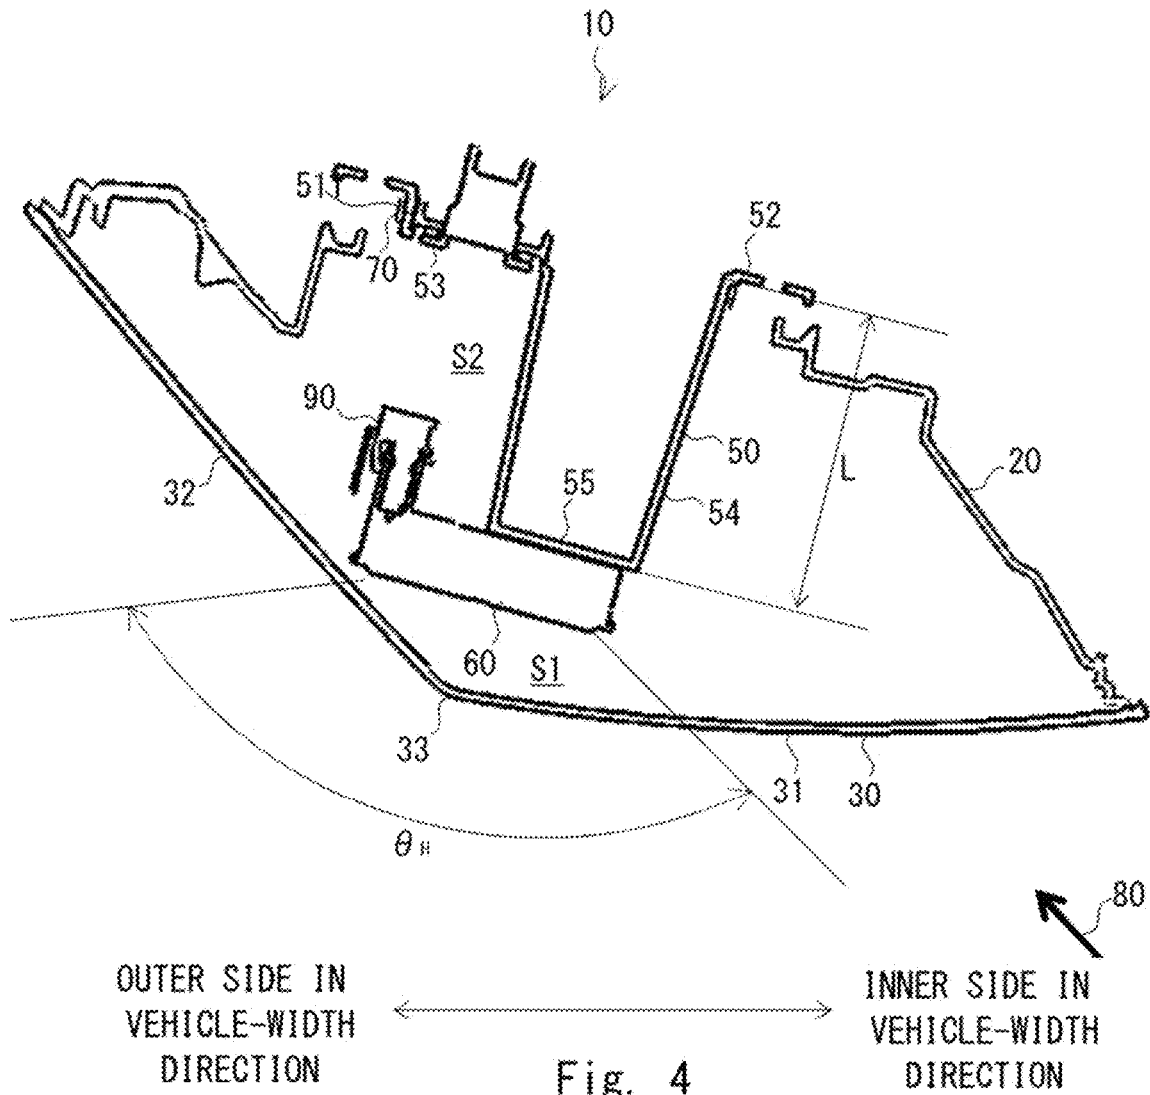 10
51
70
53
52
S2
90
50
20
32
55
54
L
60
S1
33
31
30
θH
80
OUTER SIDE IN
VEHICLE-WIDTH
DIRECTION
INNER SIDE IN
VEHICLE-WIDTH
DIRECTION
Fig. 4